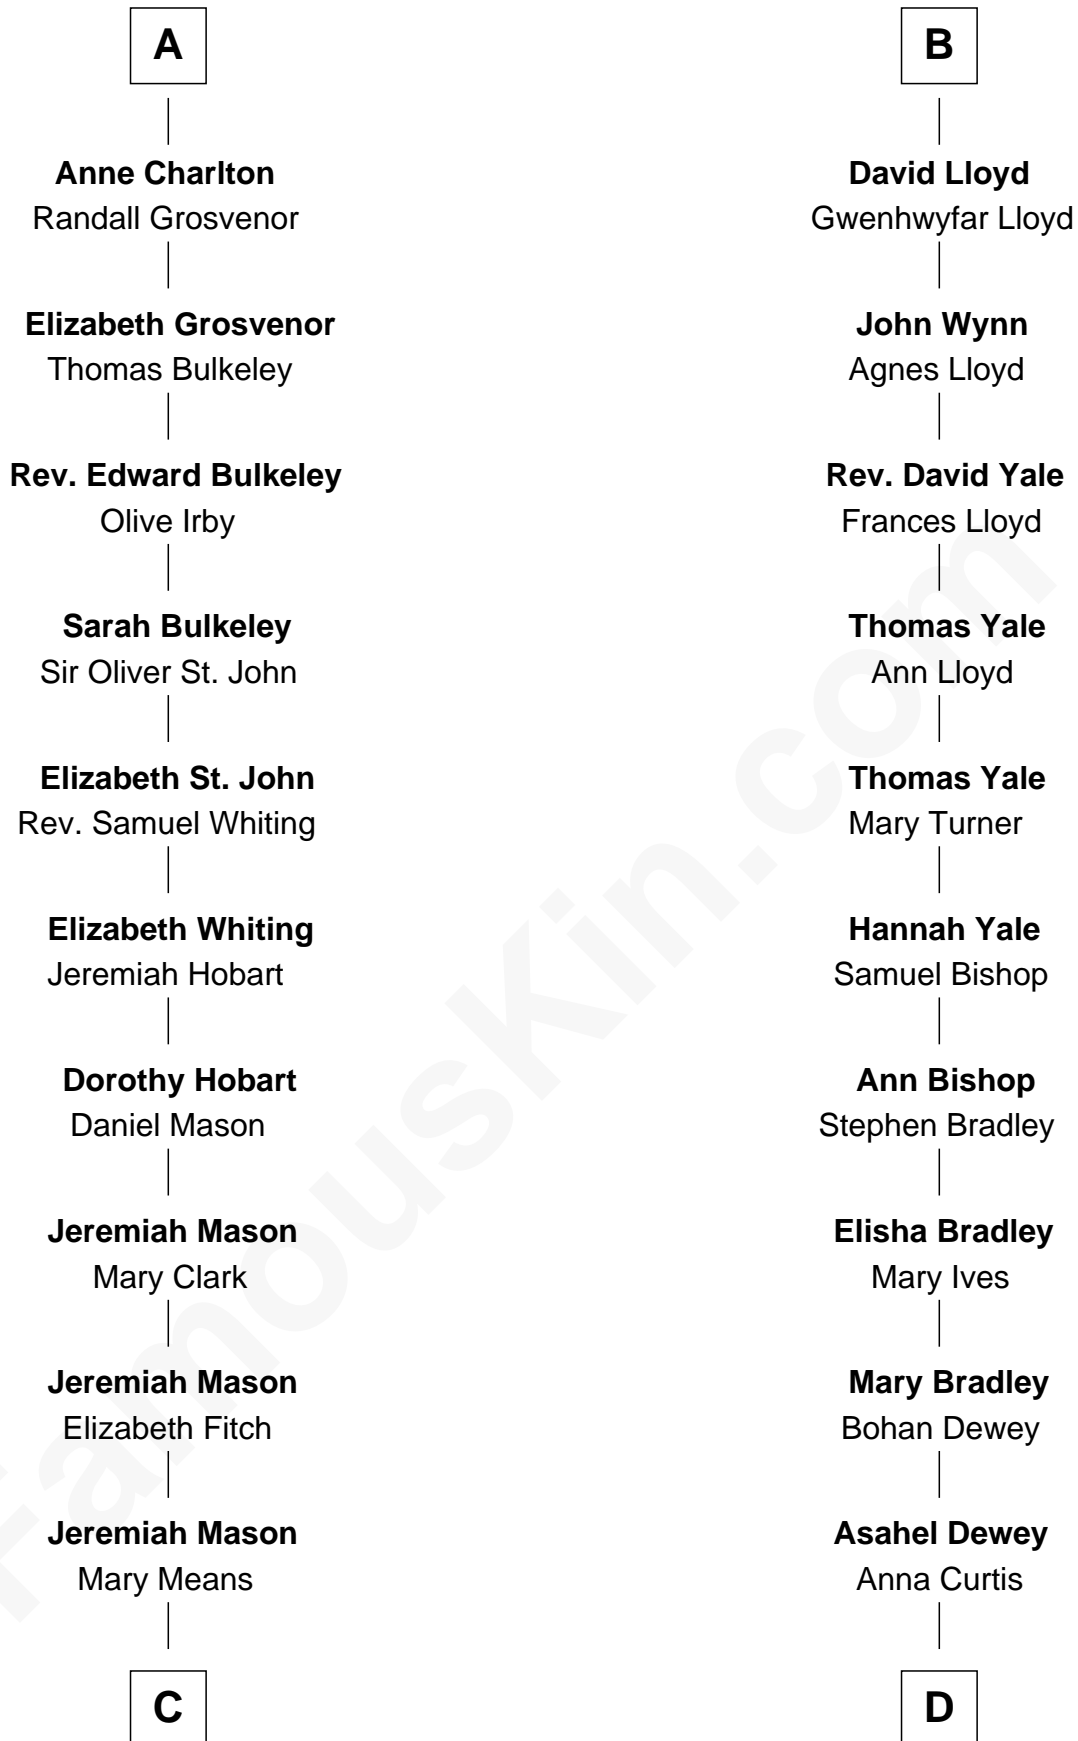 A
Anne Charlton
Randall Grosvenor
Elizabeth Grosvenor
Thomas Bulkeley
Rev. Edward Bulkeley
Olive Irby
Sarah Bulkeley
Sir Oliver St. John
Elizabeth St. John
Rev. Samuel Whiting
Elizabeth Whiting
Jeremiah Hobart
Dorothy Hobart
Daniel Mason
Jeremiah Mason
Mary Clark
Jeremiah Mason
Elizabeth Fitch
Jeremiah Mason
Mary Means
C
B
David Lloyd
Gwenhwyfar Lloyd
John Wynn
Agnes Lloyd
Rev. David Yale
Frances Lloyd
Thomas Yale
Ann Lloyd
Thomas Yale
Mary Turner
Hannah Yale
Samuel Bishop
Ann Bishop
Stephen Bradley
Elisha Bradley
Mary Ives
Mary Bradley
Bohan Dewey
Asahel Dewey
Anna Curtis
D
FamousKin.com